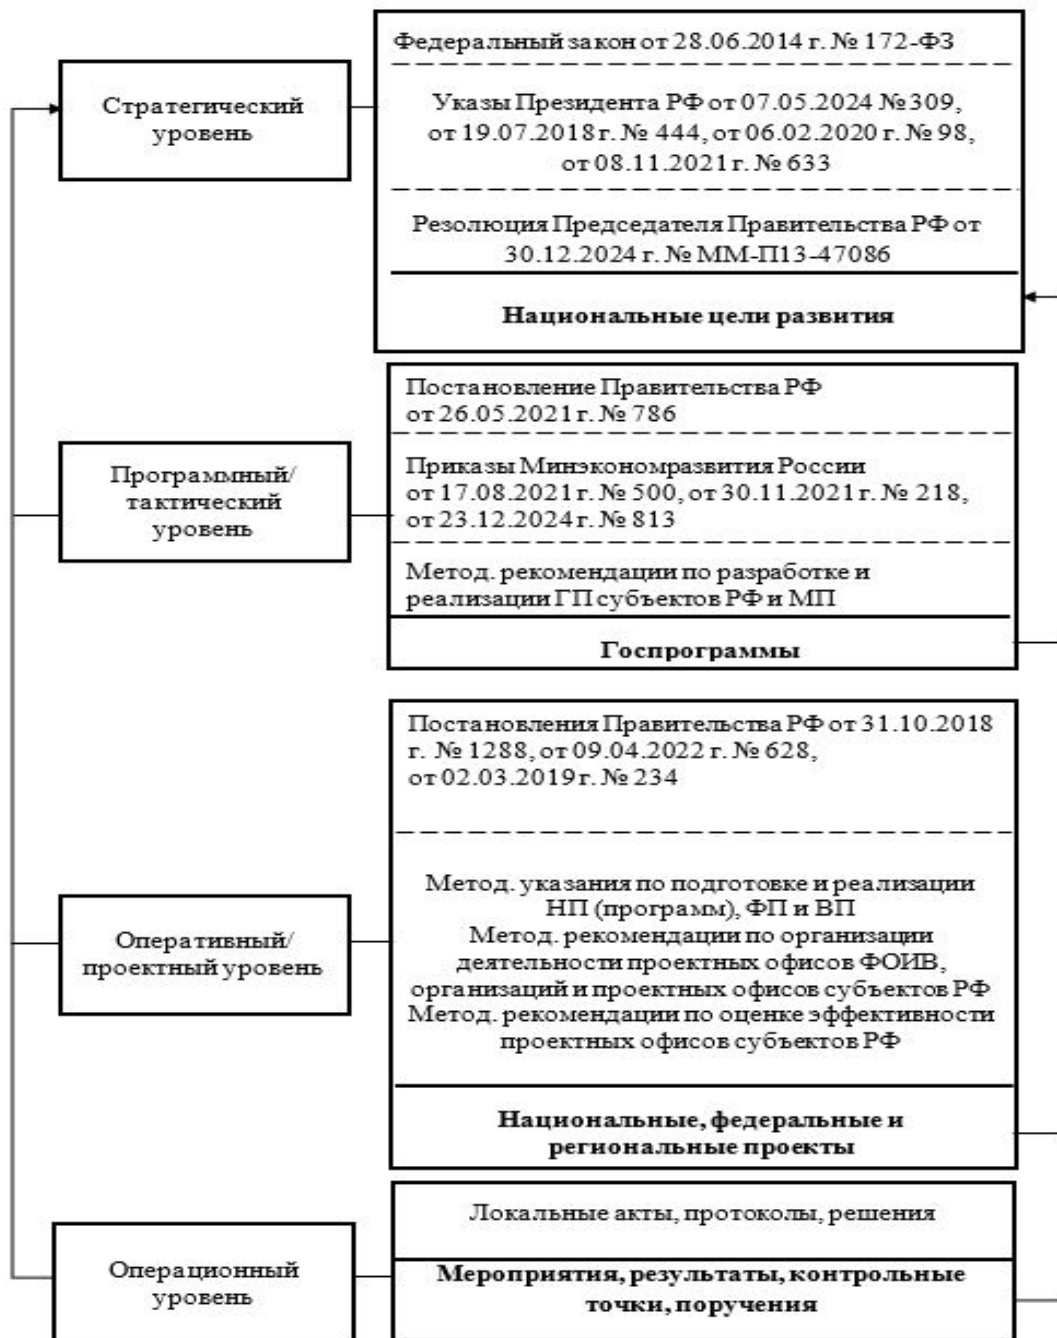 Стратегический
уровень
Федеральный закон от 28.06.2014 г. № 172-ФЗ
Указы Президента РФ от 07.05.2024 № 309,
от 19.07.2018 г. № 444, от 06.02.2020 г. № 98,
от 08.11.2021 г. № 633
Резолюция Председателя Правительства РФ от
30.12.2024 г. № ММ-П13-47086
Национальные цели развития
Программный/
тактический
уровень
Постановление Правительства РФ
от 26.05.2021 г. № 786
Приказы Минэкономразвития России
от 17.08.2021 г. № 500, от 30.11.2021 г. № 218,
от 23.12.2024 г. № 813
Метод. рекомендации по разработке и
реализации ГП субъектов РФ и МП
Госпрограммы
Оперативный/
проектный уровень
Постановления Правительства РФ от 31.10.2018
г. № 1288, от 09.04.2022 г. № 628,
от 02.03.2019 г. № 234
Метод. указания по подготовке и реализации
НП (программ), ФП и ВП
Метод. рекомендации по организации
деятельности проектных офисов ФОИВ,
организаций и проектных офисов субъектов РФ
Метод. рекомендации по оценке эффективности
проектных офисов субъектов РФ
Национальные, федеральные и
региональные проекты
Операционный
уровень
Локальные акты, протоколы, решения
Мероприятия, результаты, контрольные
точки, поручения